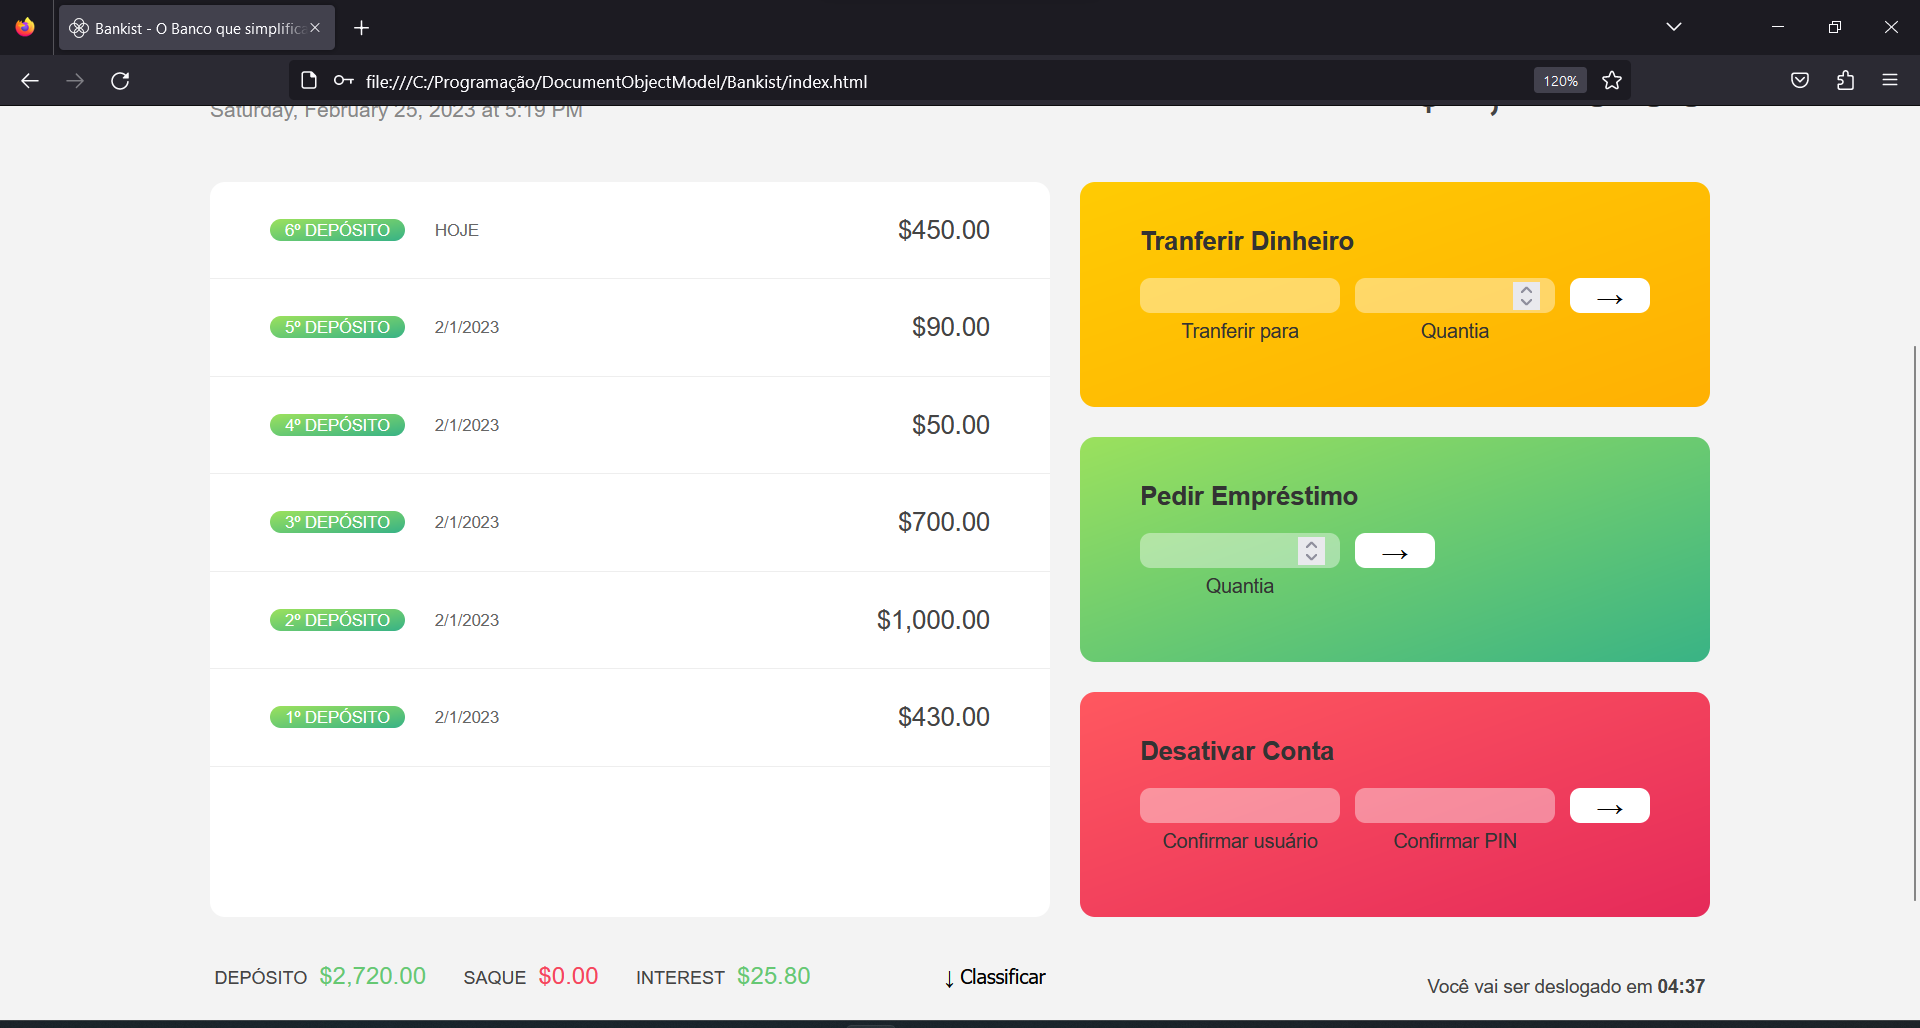 Bankist - O Banco que simplifica
file:///C:/Programação/DocumentObjectModel/Bankist/index.html
120%
Saturday, February 25, 2023 at 5:19 PM
6º DEPÓSITO HOJE $450.00
5º DEPÓSITO 2/1/2023 $90.00
4º DEPÓSITO 2/1/2023 $50.00
3º DEPÓSITO 2/1/2023 $700.00
2º DEPÓSITO 2/1/2023 $1,000.00
1º DEPÓSITO 2/1/2023 $430.00
DEPÓSITO $2,720.00 SAQUE $0.00 INTEREST $25.80 ↓ Classificar
Tranferir Dinheiro
→
Tranferir para Quantia
Pedir Empréstimo
→
Quantia
Desativar Conta
→
Confirmar usuário Confirmar PIN
Você vai ser deslogado em 04:37